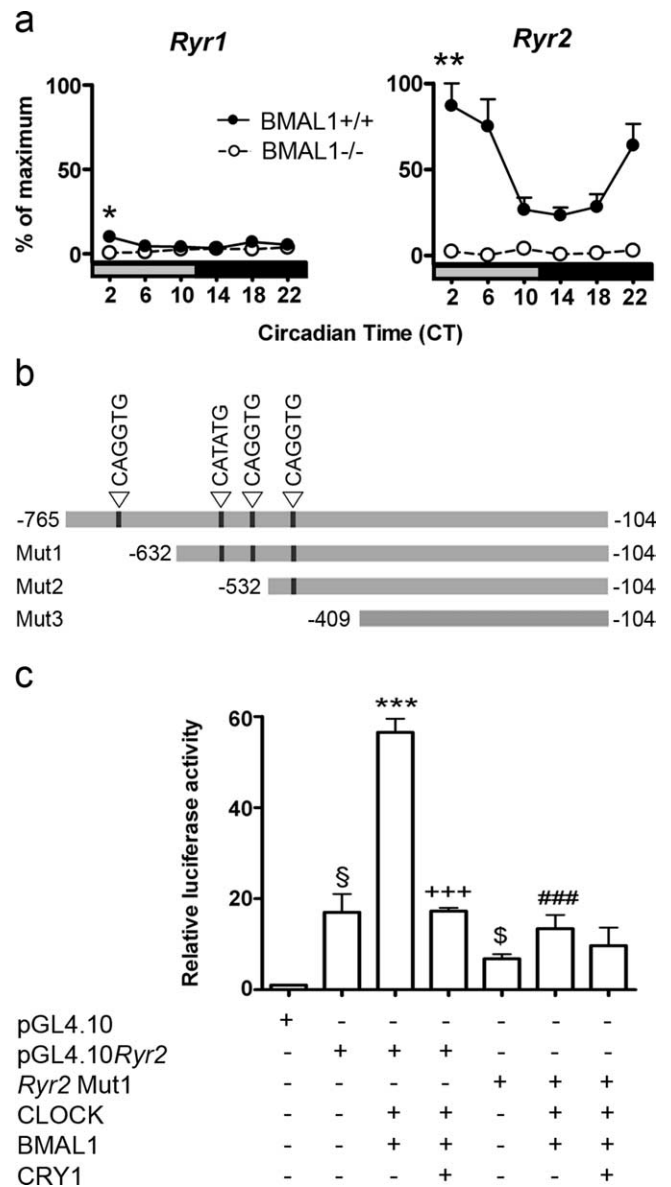 a
Ryr1
Ryr2
% of maximum
100
50
0
*
BMAL1+/+
BMAL1-/-
100
50
0
**
2 6 10 14 18 22
2 6 10 14 18 22
Circadian Time (CT)
b
CAGGTG
CATATG
CAGGTG
CAGGTG
-765 -104
Mut1 -632 -104
Mut2 -532 -104
Mut3 -409 -104
c
Relative luciferase activity
60
40
20
0
§
***
+++
$
###
pGL4.10 + - - - - - -
pGL4.10Ryr2 - + + + - - -
Ryr2 Mut1 - - - - + + +
CLOCK - - + + - + +
BMAL1 - - + + - + +
CRY1 - - - + - - +